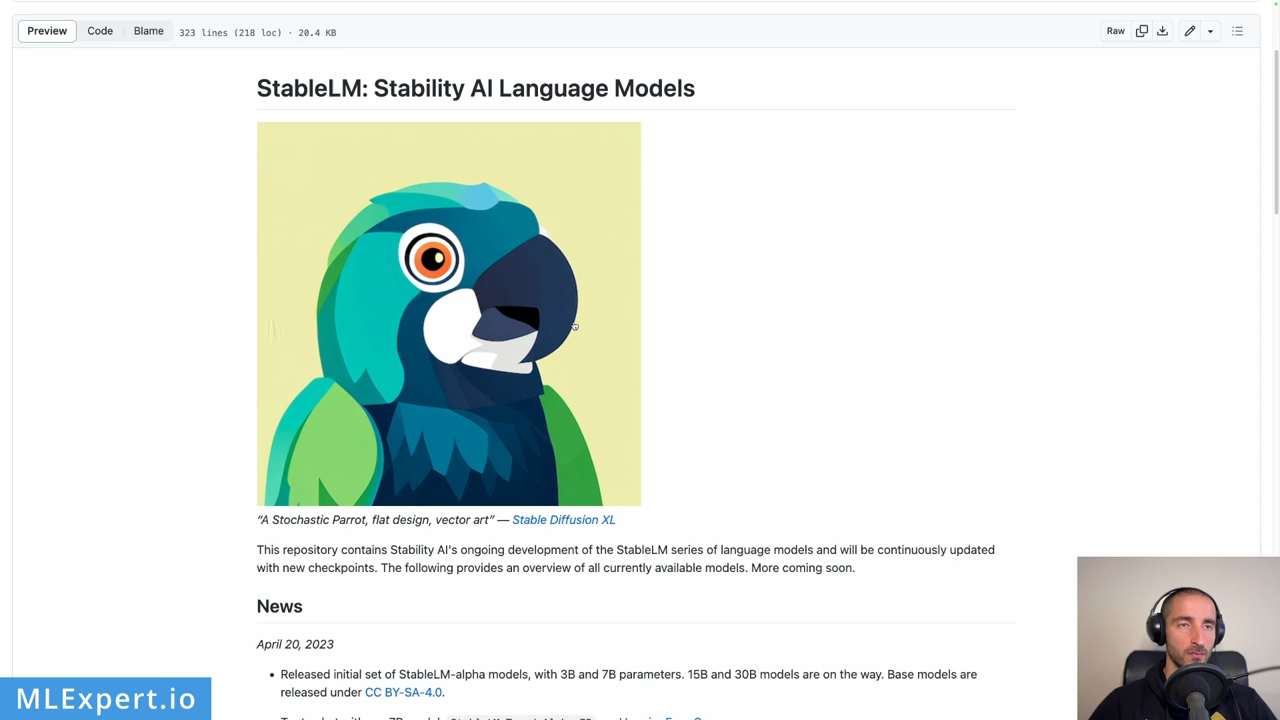 Preview Code Blame 323 lines (218 loc) · 20.4 KB Raw
StableLM: Stability AI Language Models
“A Stochastic Parrot, flat design, vector art” — Stable Diffusion XL
This repository contains Stability AI's ongoing development of the StableLM series of language models and will be continuously updated
with new checkpoints. The following provides an overview of all currently available models. More coming soon.
News
April 20, 2023
• Released initial set of StableLM-alpha models, with 3B and 7B parameters. 15B and 30B models are on the way. Base models are
released under CC BY-SA-4.0.
MLExpert.io